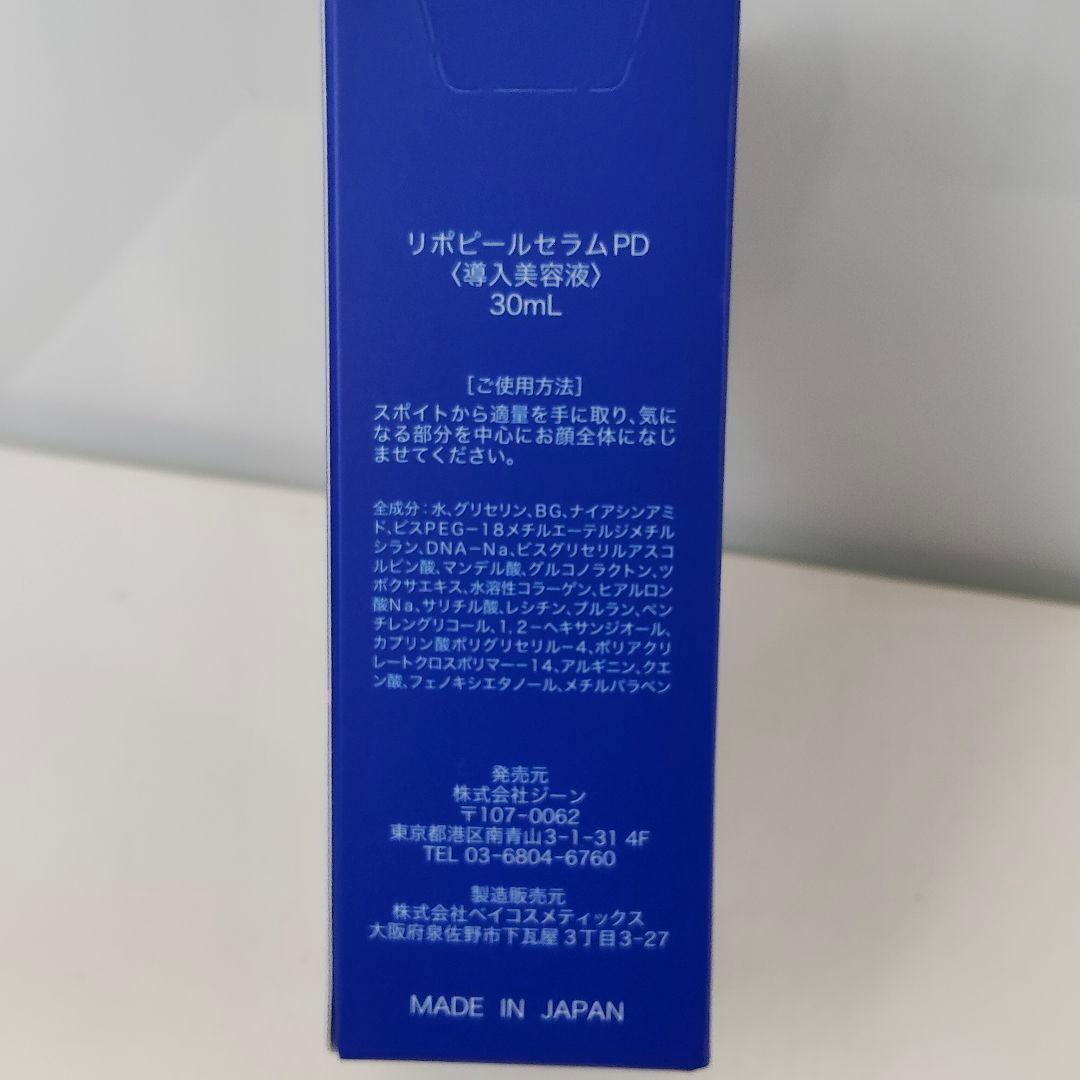 リポピールセラムPD
〈導入美容液〉
30mL
[ご使用方法]
スポイトから適量を手に取り、気に
なる部分を中心にお顔全体になじ
ませてください。
全成分：水、グリセリン、BG、ナイアシンアミ
ド、ビスPEG－18メチルエーテルジメチル
シラン、DNA－Na、ビスグリセリルアスコ
ルビン酸、マンデル酸、グルコノラクトン、ツ
ボクサエキス、水溶性コラーゲン、ヒアルロン
酸Na、サリチル酸、レシチン、プルラン、ペン
チレングリコール、1，2－ヘキサンジオール、
カプリン酸ポリグリセリル－4、ポリアクリ
レートクロスポリマー－14、アルギニン、クエ
ン酸、フェノキシエタノール、メチルパラベン
発売元
株式会社ジーン
〒107-0062
東京都港区南青山3-1-31 4F
TEL 03-6804-6760
製造販売元
株式会社ベイコスメティックス
大阪府泉佐野市下瓦屋 3丁目3-27
MADE IN JAPAN